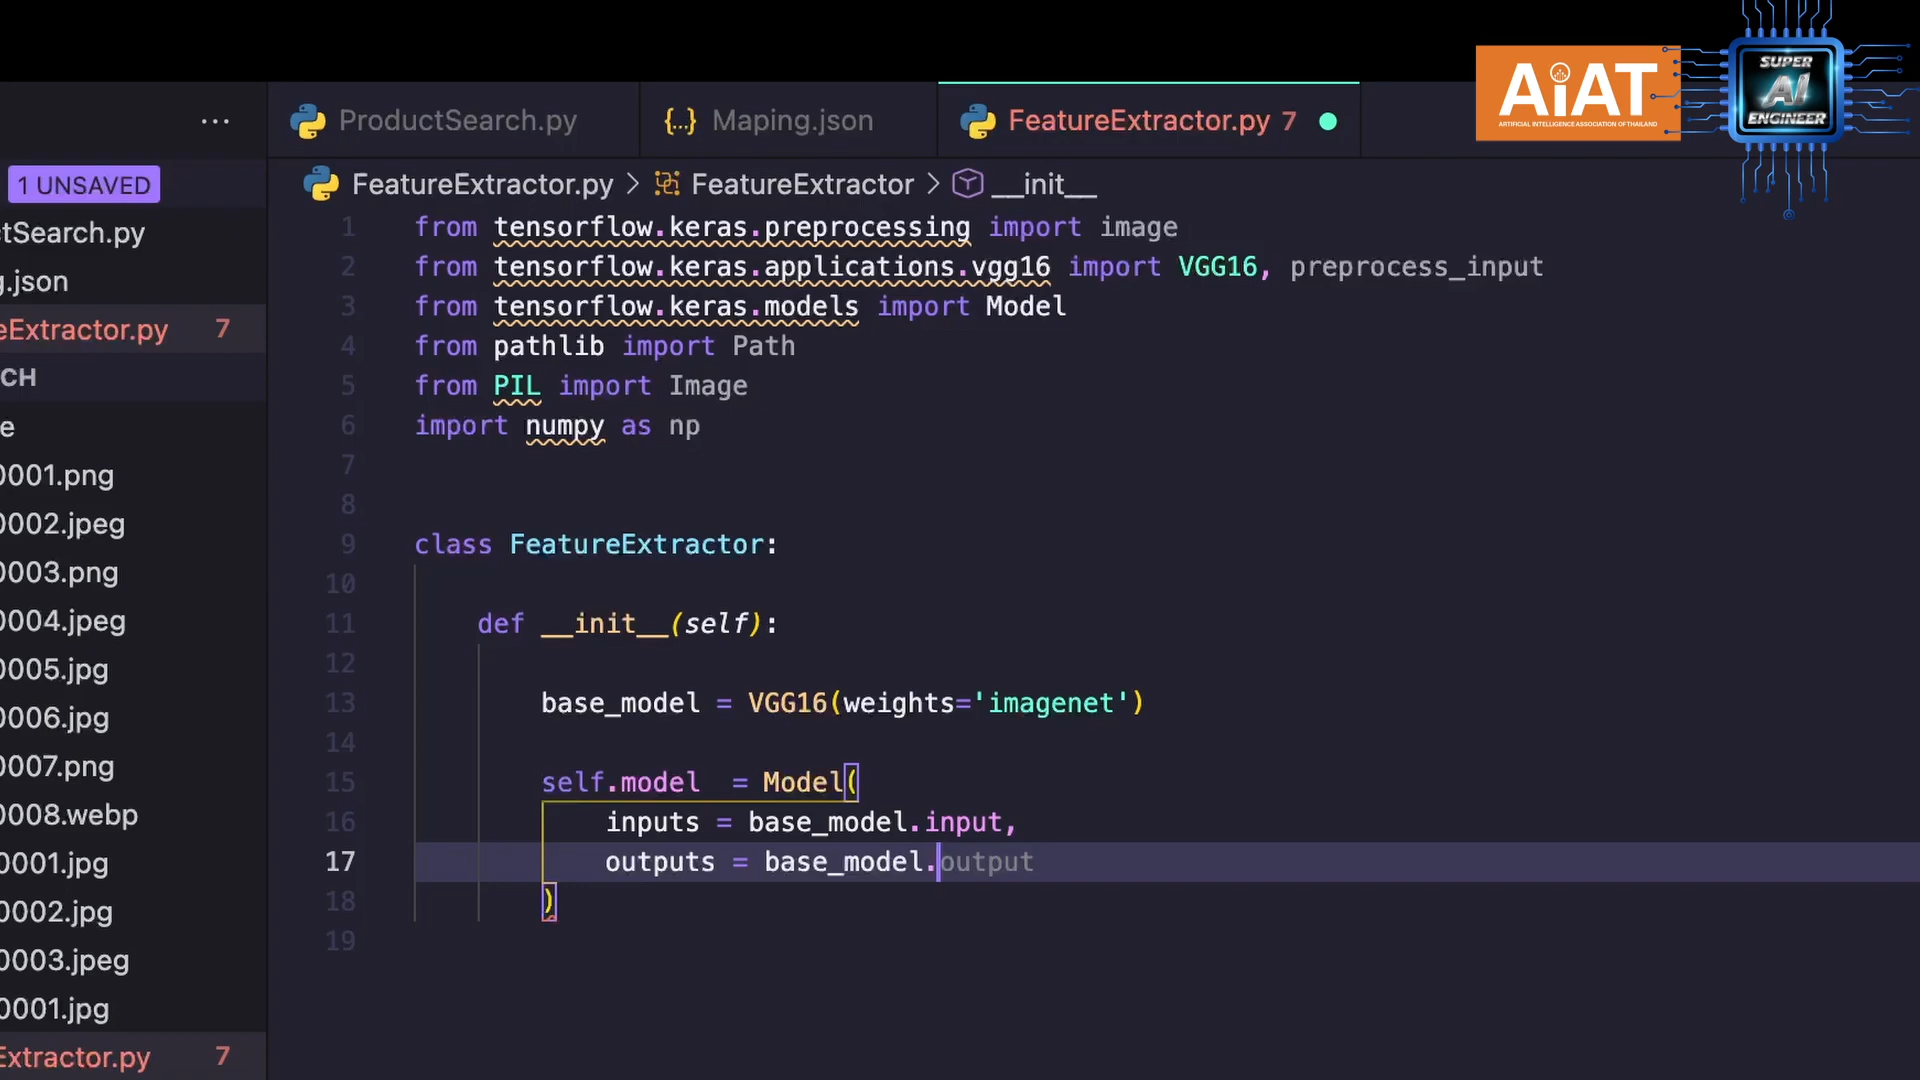 AiAT
ARTIFICIAL INTELLIGENCE ASSOCIATION OF THAILAND
SUPER
AI
ENGINEER
ProductSearch.py
{..} Maping.json
FeatureExtractor.py 7
1 UNSAVED
FeatureExtractor.py > FeatureExtractor > __init__
ctSearch.py
g.json
eExtractor.py 7
CH
e
0001.png
0002.jpeg
0003.png
0004.jpeg
0005.jpg
0006.jpg
0007.png
0008.webp
0001.jpg
0002.jpg
0003.jpeg
0001.jpg
Extractor.py 7
1 from tensorflow.keras.preprocessing import image
2 from tensorflow.keras.applications.vgg16 import VGG16, preprocess_input
3 from tensorflow.keras.models import Model
4 from pathlib import Path
5 from PIL import Image
6 import numpy as np
7
8
9 class FeatureExtractor:
10
11 def __init__(self):
12
13 base_model = VGG16(weights='imagenet')
14
15 self.model  = Model(
16 inputs = base_model.input,
17 outputs = base_model.output
18 )
19